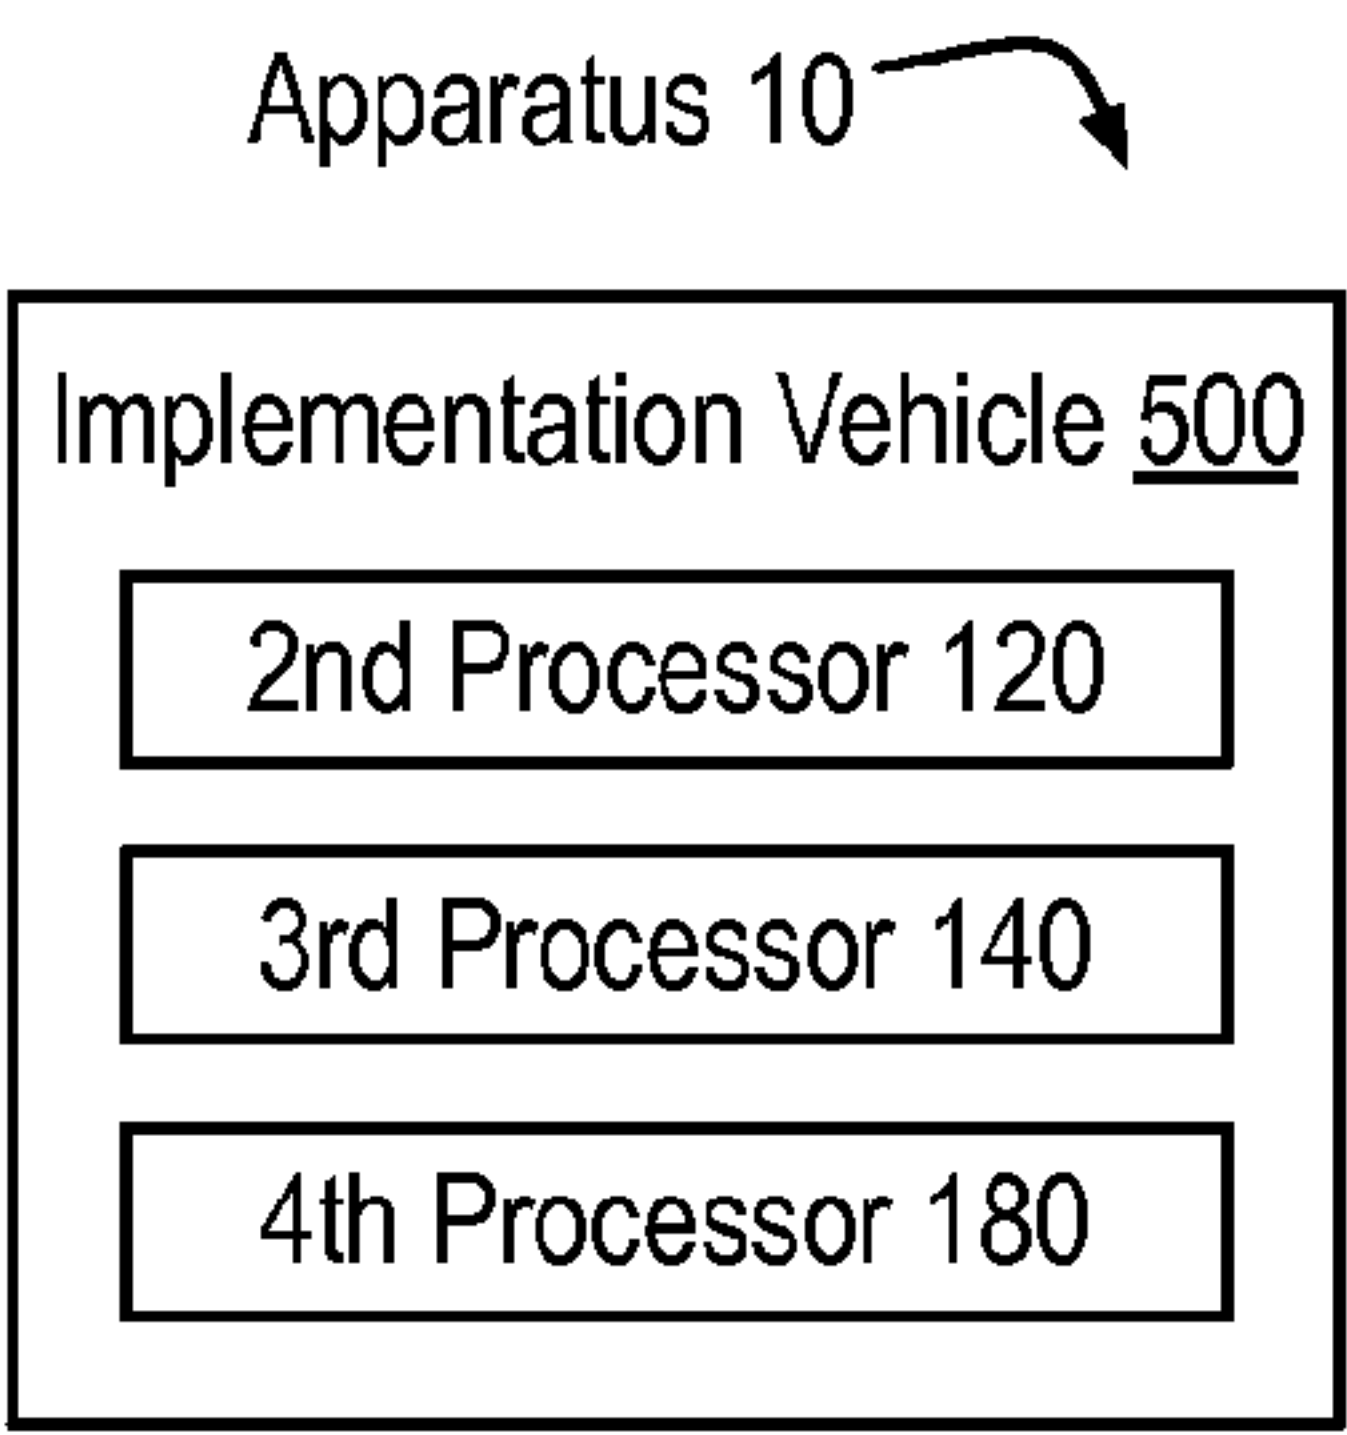 Apparatus 10
Implementation Vehicle 500
2nd Processor 120
3rd Processor 140
4th Processor 180